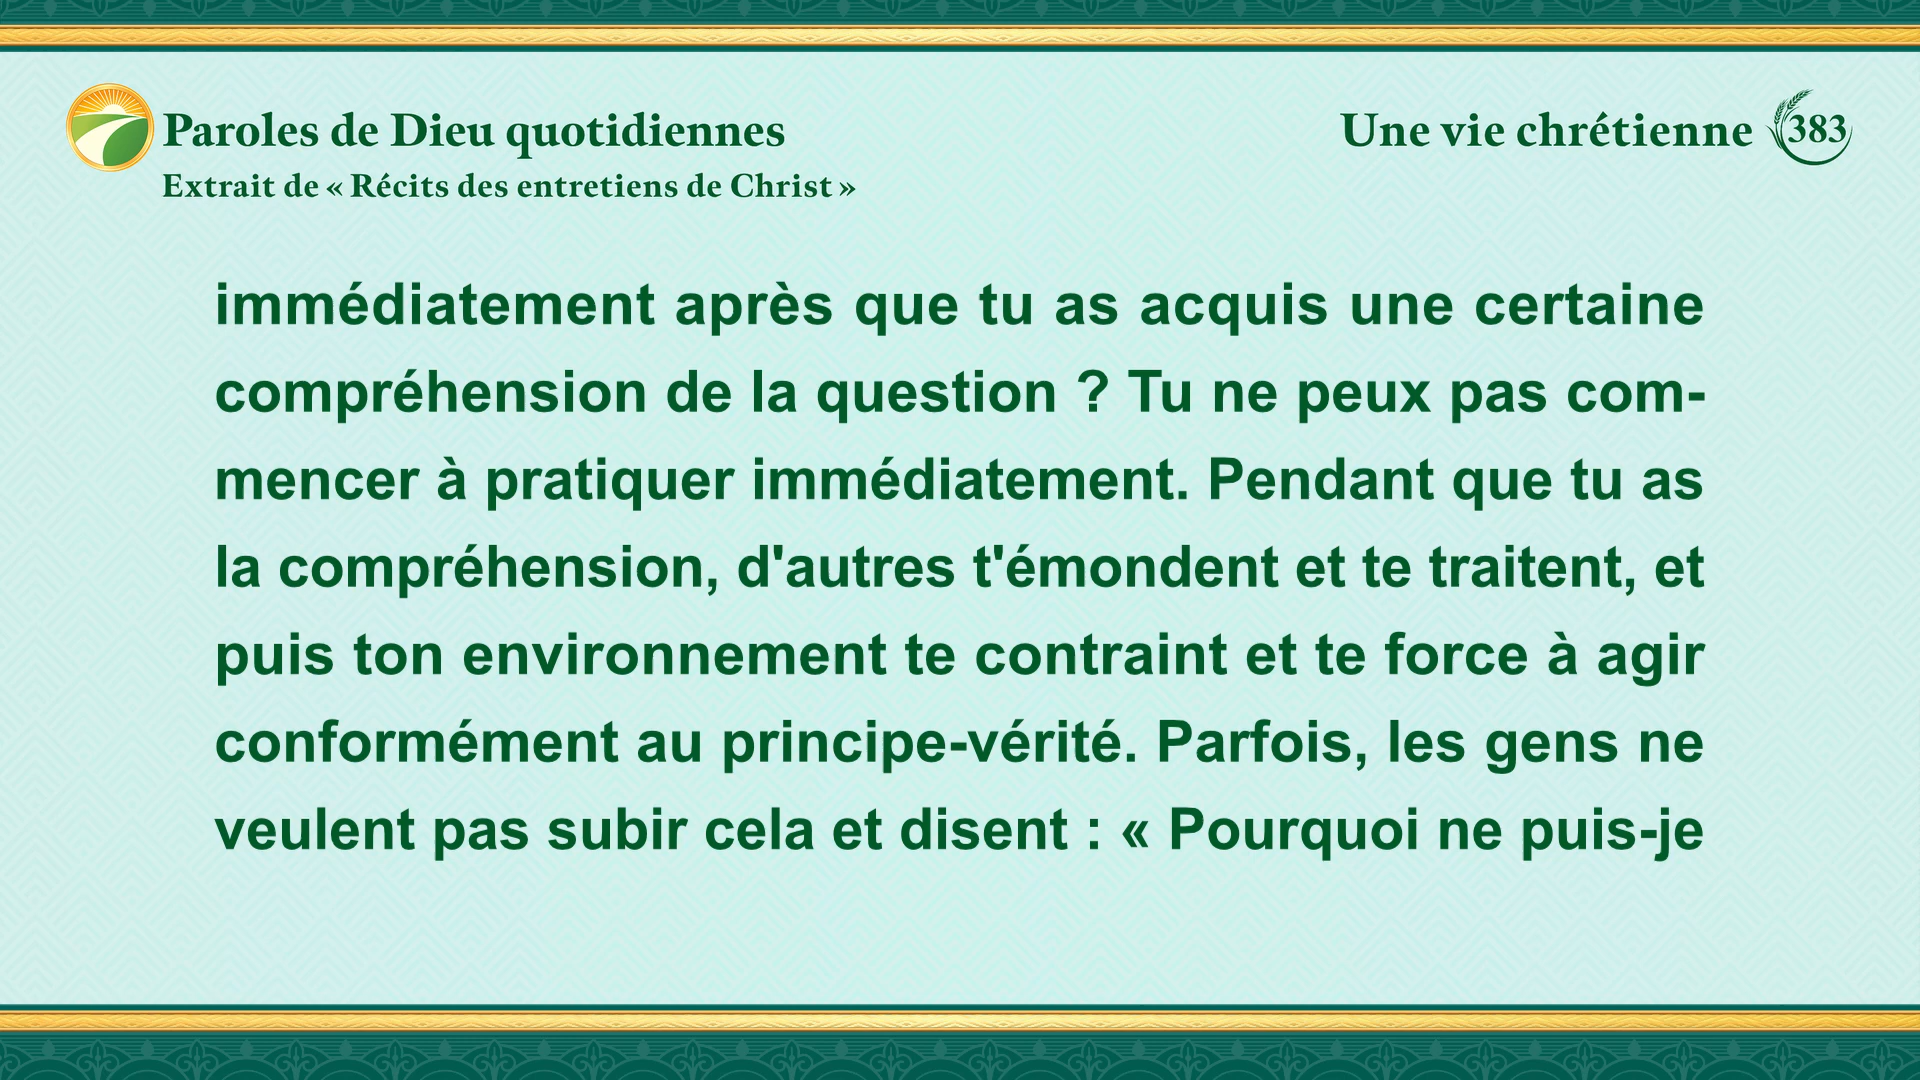 Paroles de Dieu quotidiennes
Extrait de « Récits des entretiens de Christ »
Une vie chrétienne 383
immédiatement après que tu as acquis une certaine
compréhension de la question ? Tu ne peux pas com-
mencer à pratiquer immédiatement. Pendant que tu as
la compréhension, d'autres t'émondent et te traitent, et
puis ton environnement te contraint et te force à agir
conformément au principe-vérité. Parfois, les gens ne
veulent pas subir cela et disent : « Pourquoi ne puis-je